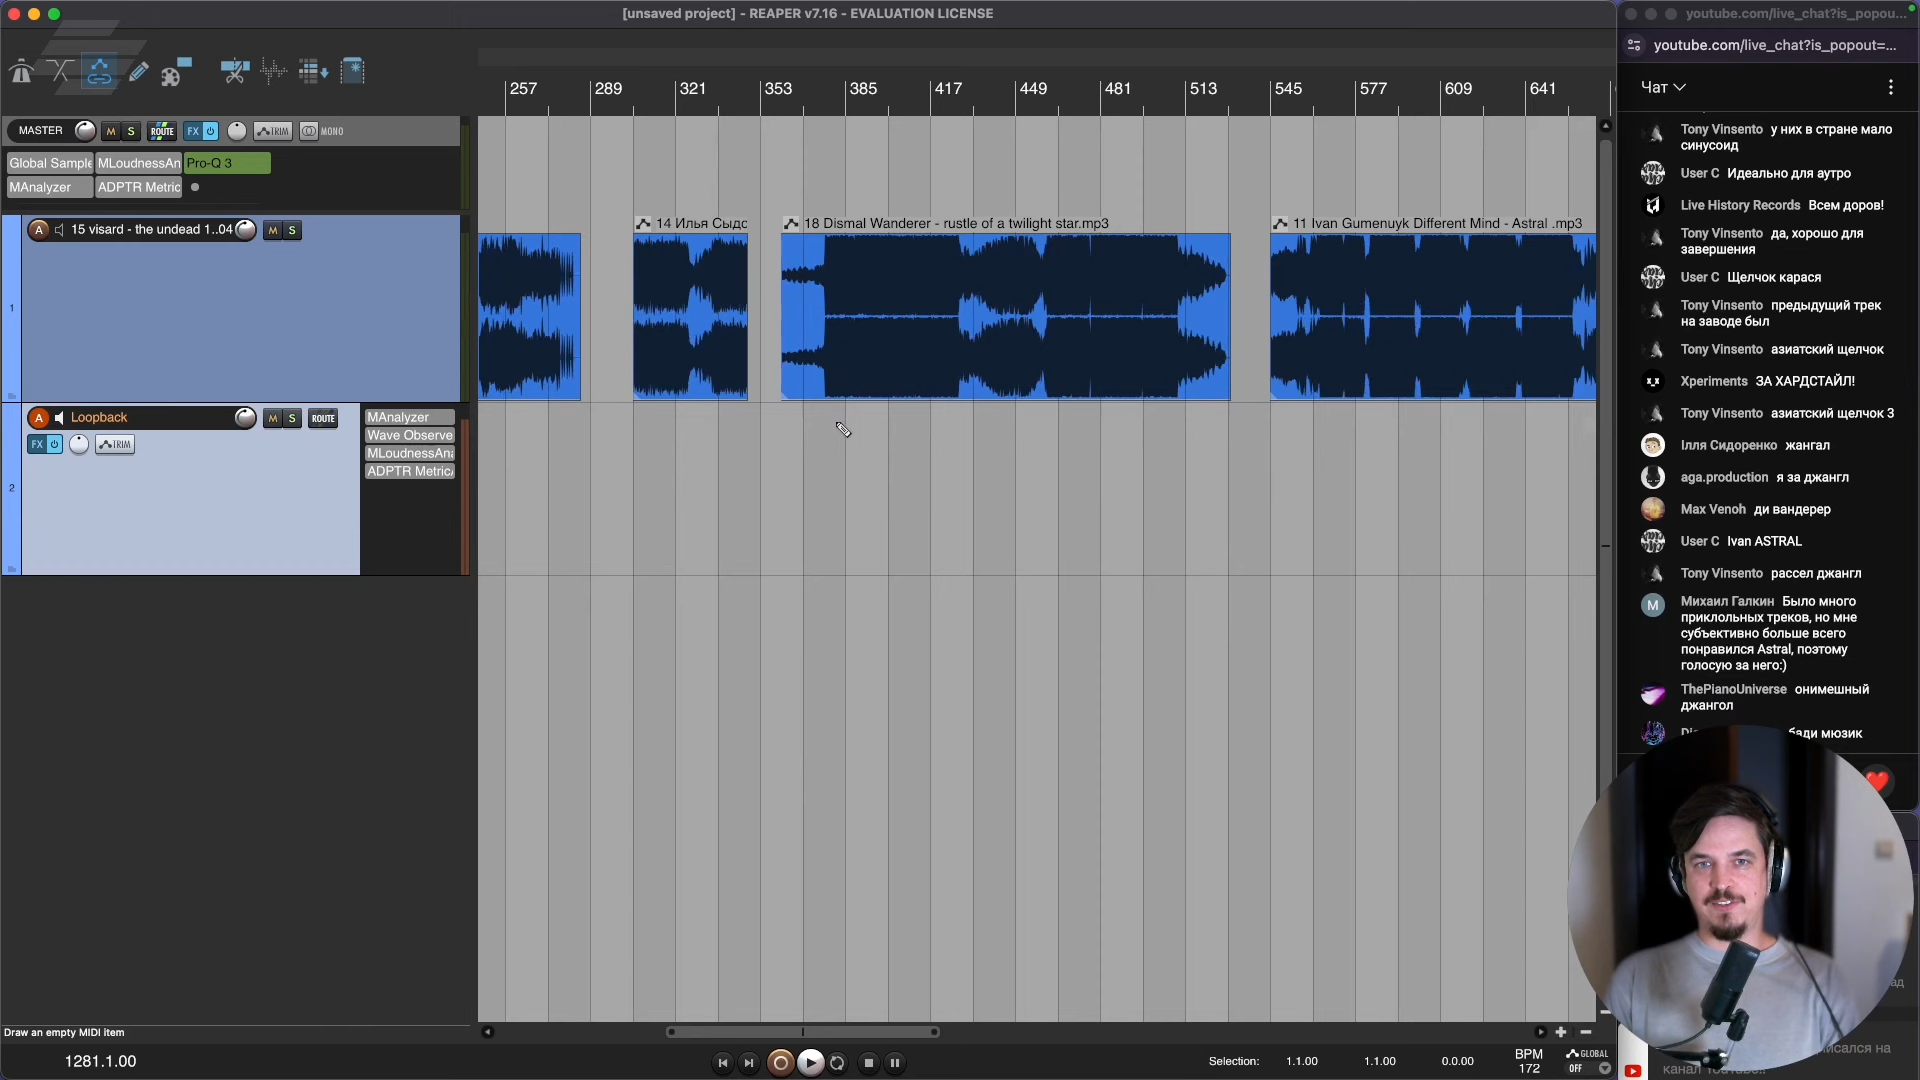 [unsaved project] - REAPER v7.16 - EVALUATION LICENSE
youtube.com/live_chat?is_popou...
youtube.com/live_chat?is_popout=...
Чат
257 289 321 353 385 417 449 481 513 545 577 609 641
MASTER M S ROUTE FX TRIM MONO
Global Sample MLoudnessAn Pro-Q 3
MAnalyzer ADPTR Metric
A 15 visard - the undead 1..04 M S
1
14 Илья Сыдо
18 Dismal Wanderer - rustle of a twilight star.mp3
11 Ivan Gumenuyk Different Mind - Astral .mp3
A Loopback M S ROUTE
FX TRIM
MAnalyzer
Wave Observe
MLoudnessAna
ADPTR Metric
2
Tony Vinsento у них в стране мало
синусоид
User C Идеально для аутро
Live History Records Всем доров!
Tony Vinsento да, хорошо для
завершения
User C Щелчок карася
Tony Vinsento предыдущий трек
на заводе был
Tony Vinsento азиатский щелчок
Xperiments ЗА ХАРДСТАЙЛ!
Tony Vinsento азиатский щелчок 3
Ілля Сидоренко жангал
aga.production я за джангл
Max Venoh ди вандерер
User C Ivan ASTRAL
Tony Vinsento рассел джангл
М Михаил Галкин Было много
приклольных треков, но мне
субъективно больше всего
понравился Astral, поэтому
голосую за него:)
ThePianoUniverse онимешный
джангол
бади мюзик
Draw an empty MIDI item
1281.1.00
Selection: 1.1.00 1.1.00 0.0.00
BPM
172
GLOBAL
OFF
исался на
канал